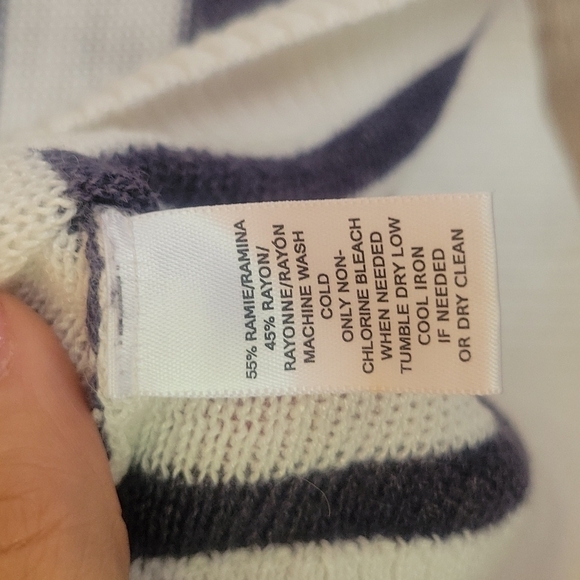 55% RAMIE/RAMINA
45% RAYON/
RAYONNE/RAYÓN
MACHINE WASH
COLD
ONLY NON-
CHLORINE BLEACH
WHEN NEEDED
TUMBLE DRY LOW
COOL IRON
IF NEEDED
OR DRY CLEAN